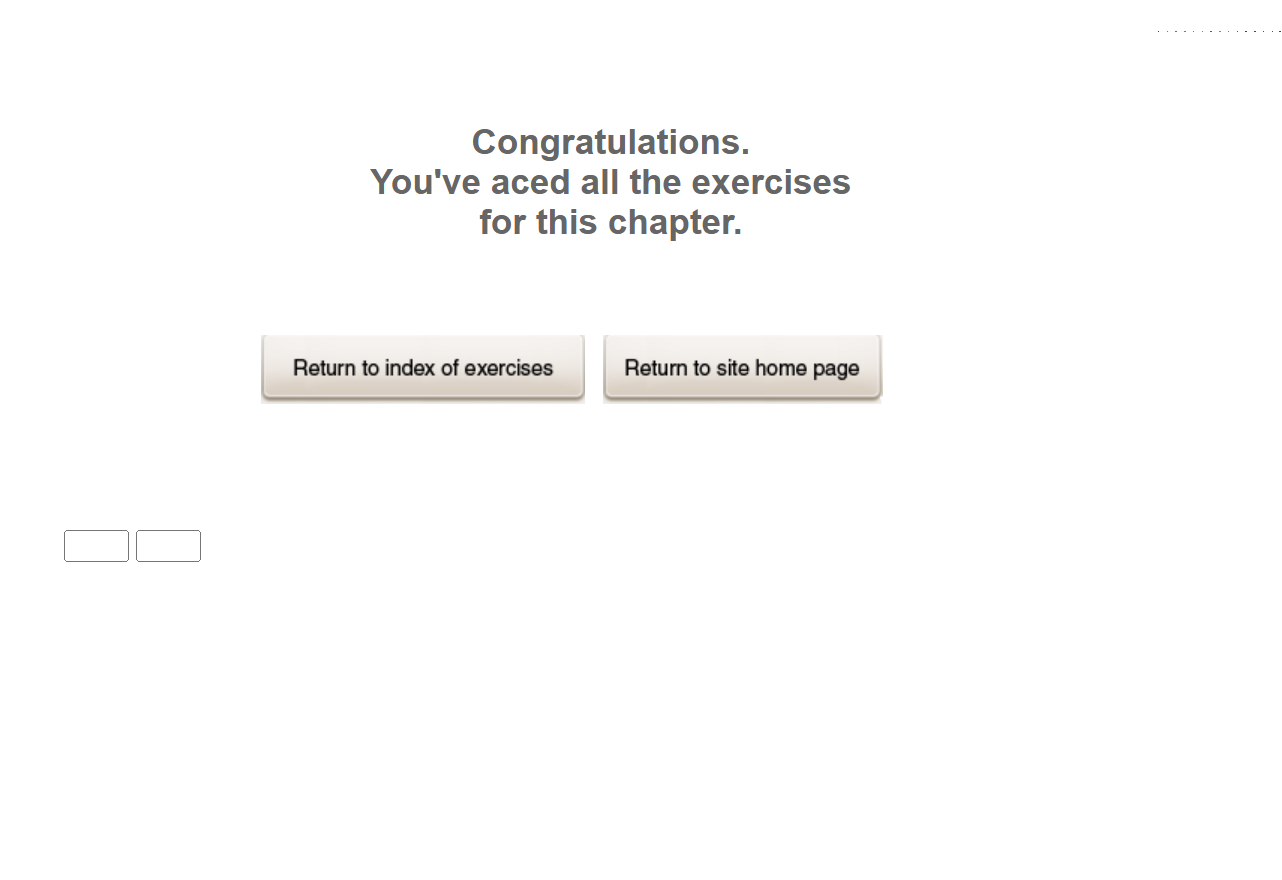 Congratulations.
You've aced all the exercises
for this chapter.
Return to index of exercises
Return to site home page